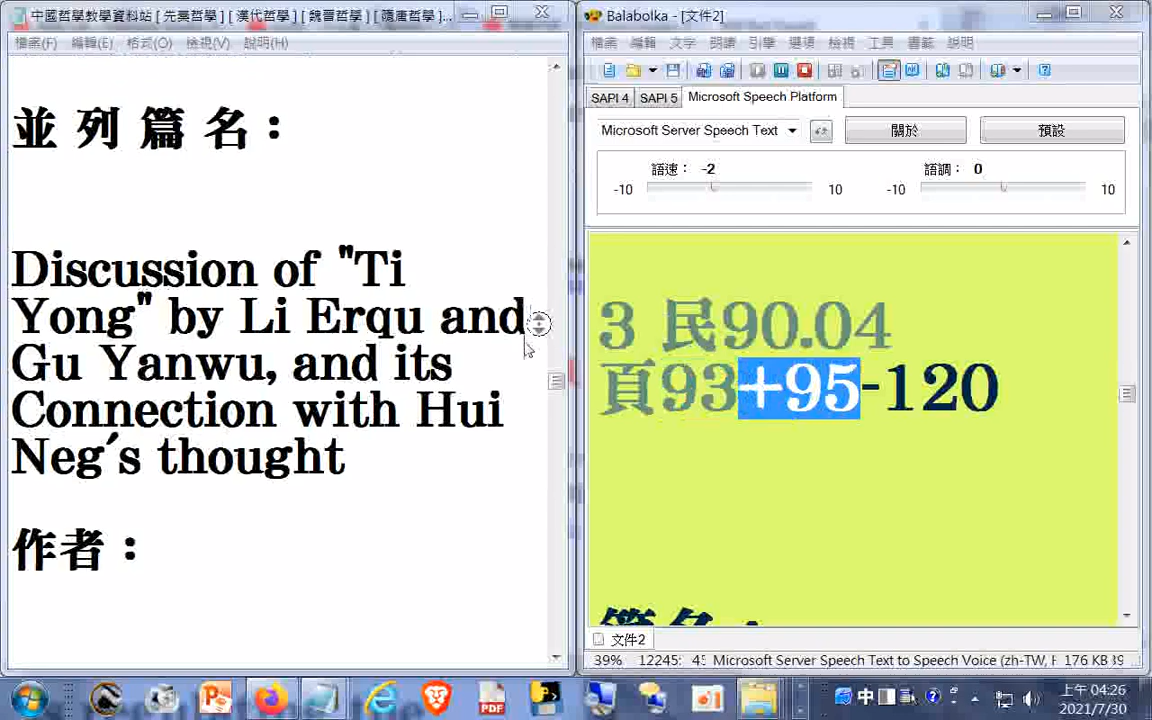 中國哲學教學資料站 [ 先秦哲學 ] [ 漢代哲學 ] [ 魏晉哲學 ] [ 隋唐哲學 ]...
檔案(F) 編輯(E) 格式(O) 檢視(V) 說明(H)
並 列 篇 名：
Discussion of "Ti
Yong" by Li Erqu and
Gu Yanwu, and its
Connection with Hui
Neg's thought
作者：
Balabolka - [文件2]
檔案 編輯 文字 朗讀 引擎 選項 檢視 工具 書籤 說明
SAPI 4 SAPI 5 Microsoft Speech Platform
Microsoft Server Speech Text 關於 預設
語速： -2 語調： 0
-10 10 -10 10
3 民90.04
頁93+95-120
篇名：
文件2
39% 12245: 45 Microsoft Server Speech Text to Speech Voice (zh-TW, 176 KB
PDF
中
上午 04:26
2021/7/30